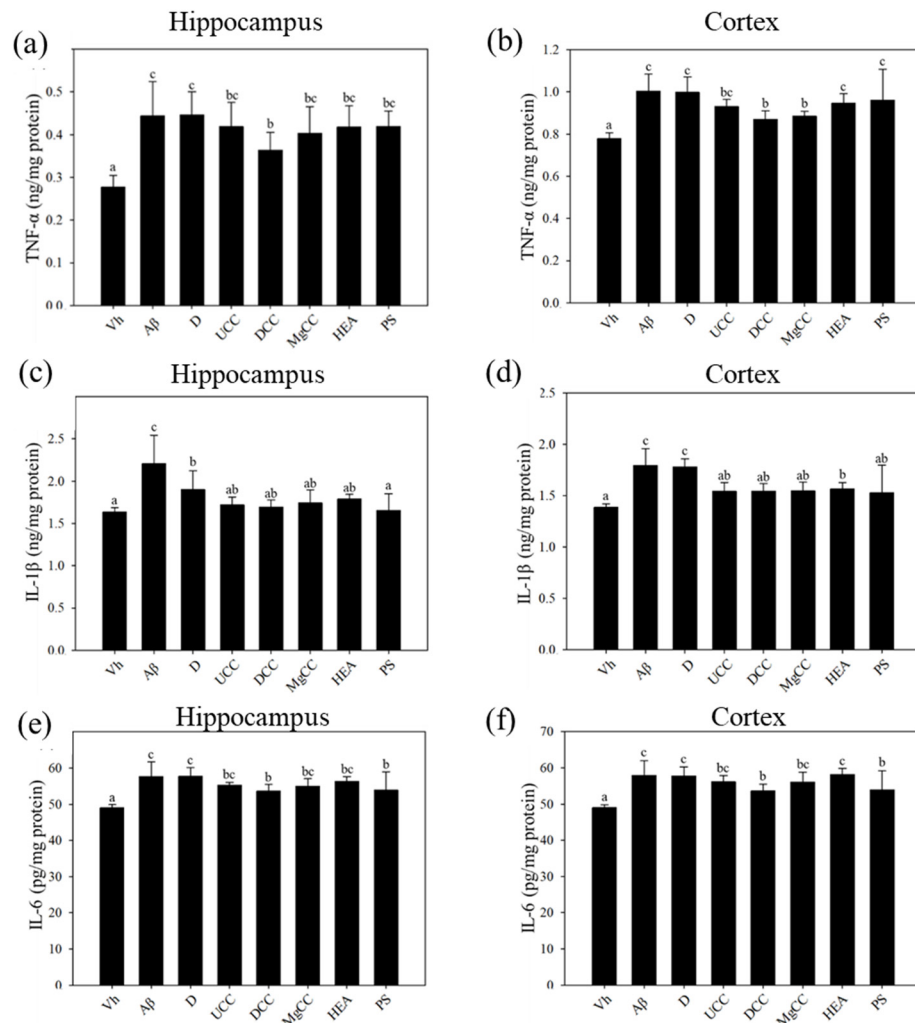 (a)
Hippocampus
TNF-α (ng/mg protein)
0.5
0.4
0.3
0.2
0.1
0.0
a
c
c
bc
b
bc
bc
bc
Vh
Aβ
D
UCC
DCC
MgCC
HEA
PS
(b)
Cortex
TNF-α (ng/mg protein)
1.2
1.0
0.8
0.6
0.4
0.2
0.0
a
c
c
bc
b
b
c
c
Vh
Aβ
D
UCC
DCC
MgCC
HEA
PS
(c)
Hippocampus
IL-1β (ng/mg protein)
2.5
2.0
1.5
1.0
0.5
0.0
a
c
b
ab
ab
ab
ab
a
Vh
Aβ
D
UCC
DCC
MgCC
HEA
PS
(d)
Cortex
IL-1β (ng/mg protein)
2.5
2.0
1.5
1.0
0.5
0.0
a
c
c
ab
ab
ab
b
ab
Vh
Aβ
D
UCC
DCC
MgCC
HEA
PS
(e)
Hippocampus
IL-6 (pg/mg protein)
70
60
50
40
30
20
10
0
a
c
c
bc
b
bc
bc
b
Vh
Aβ
D
UCC
DCC
MgCC
HEA
PS
(f)
Cortex
IL-6 (pg/mg protein)
70
60
50
40
30
20
10
0
a
c
c
bc
b
bc
c
b
Vh
Aβ
D
UCC
DCC
MgCC
HEA
PS